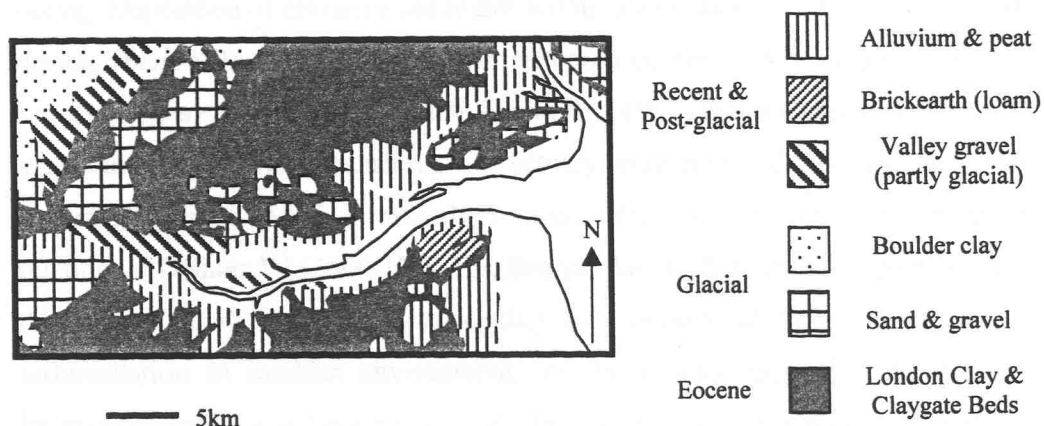 Alluvium & peat
Recent &
Post-glacial
Brickearth (loam)
Valley gravel
(partly glacial)
N
Boulder clay
Glacial
Sand & gravel
Eocene
London Clay &
Claygate Beds
5km